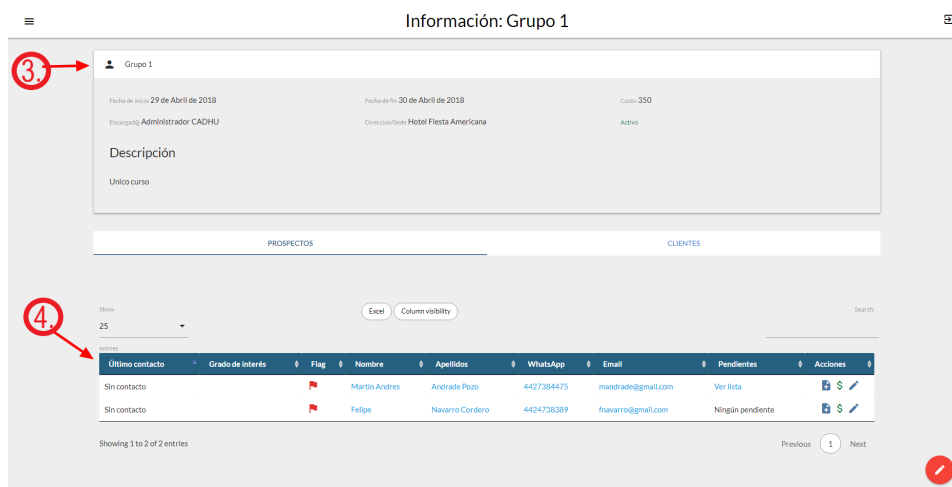 Información: Grupo 1
3.
Grupo 1
Fecha de inicio 29 de Abril de 2018 Fecha de fin 30 de Abril de 2018 Costo 350
Encargad@ Administrador CADHU Direccion/Sede Hotel Fiesta Americana Activo
Descripción
Unico curso
PROSPECTOS CLIENTES
4.
Show Excel Column visibility Search:
25
entries
Último contacto Grado de interés Flag Nombre Apellidos WhatsApp Email Pendientes Acciones
Sin contacto Martin Andres Andrade Pozo 4427384475 mandrade@gmail.com Ver lista
Sin contacto Felipe Navarro Cordero 4424738389 fnavarro@gmail.com Ningún pendiente
Showing 1 to 2 of 2 entries Previous 1 Next